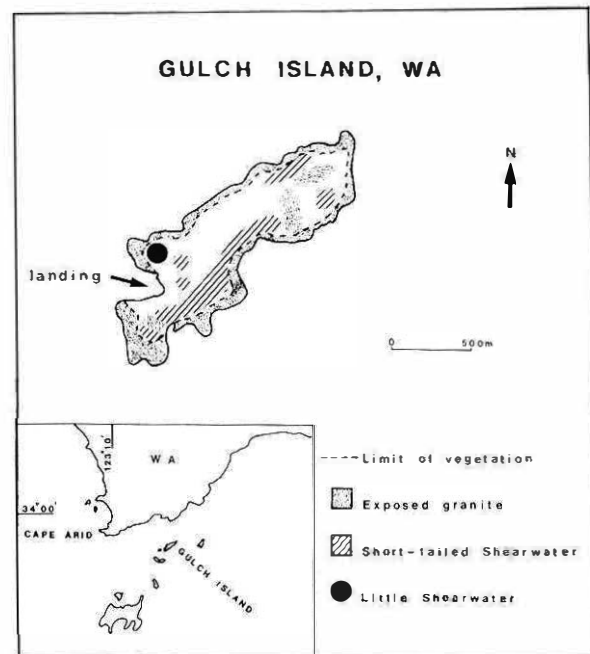 GULCH ISLAND, WA
N
landing
0 500m
123°10'
WA
34°00'
CAPE ARID
GULCH ISLAND
Limit of vegetation
Exposed granite
Short-tailed Shearwater
Little Shearwater